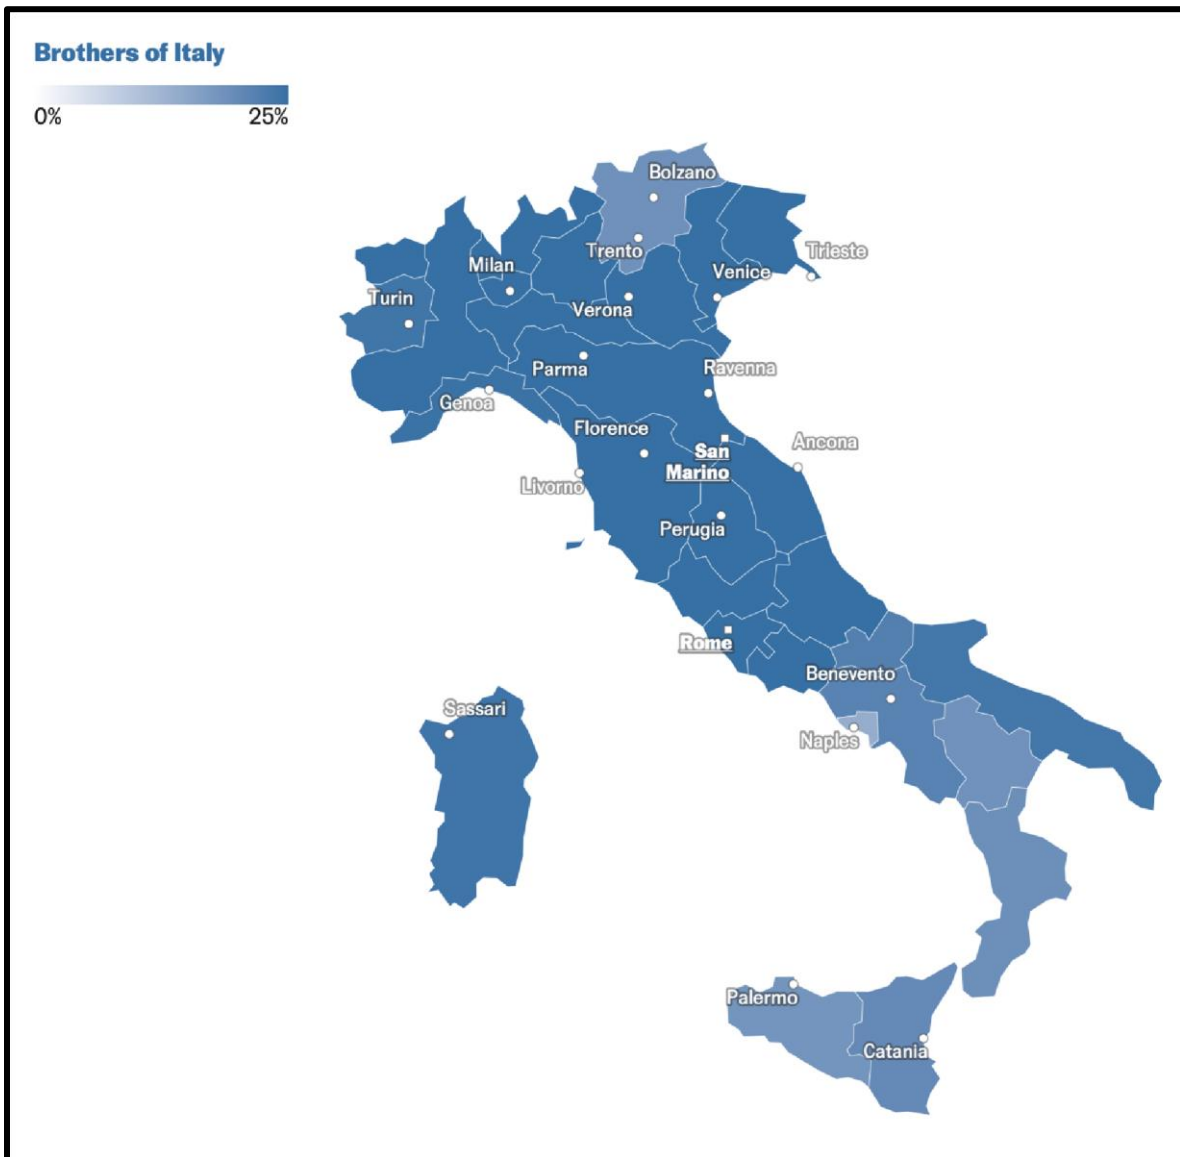 Brothers of Italy
0% 25%
Bolzano
Trento
Trieste
Milan
Venice
Turin
Verona
Parma
Ravenna
Genoa
Florence
San
Marino
Ancona
Livorno
Perugia
Rome
Benevento
Sassari
Naples
Palermo
Catania